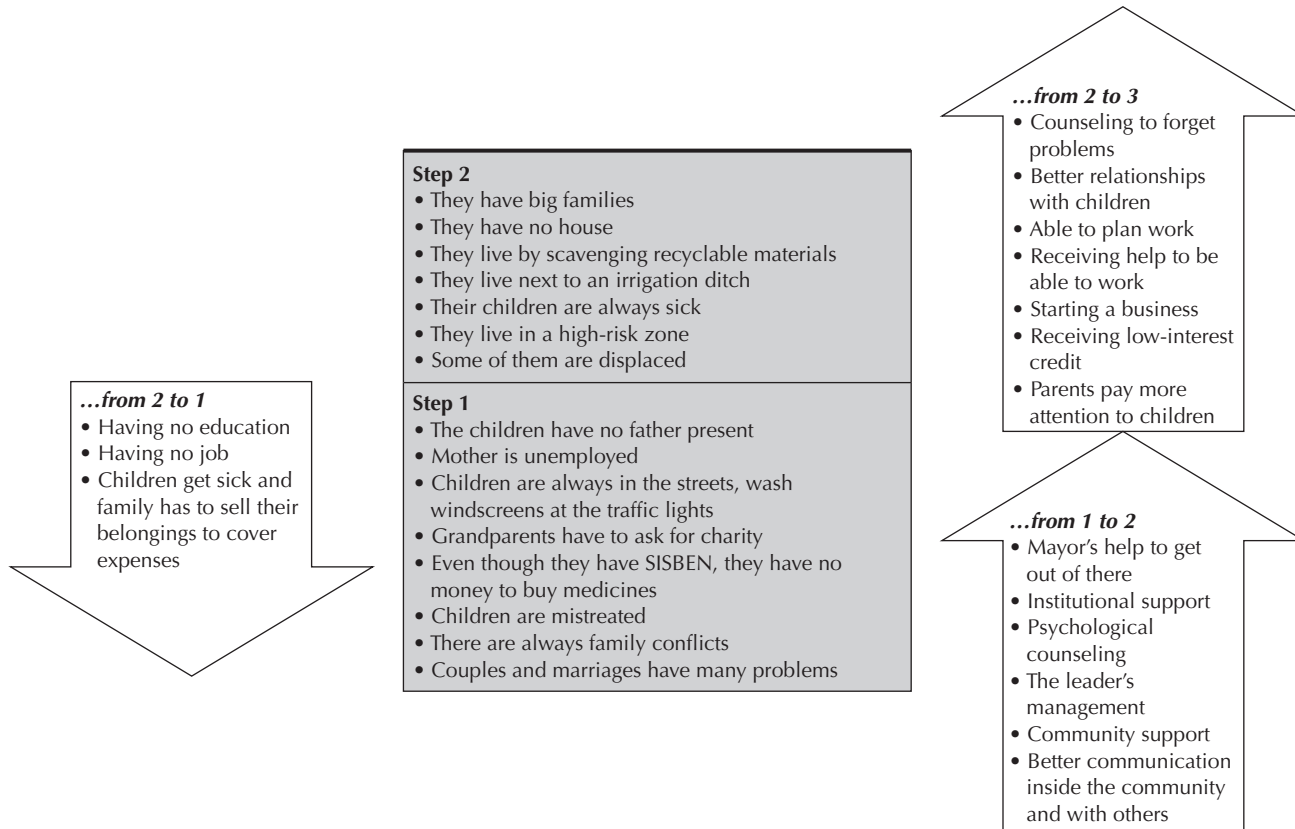 ...from 2 to 1
• Having no education
• Having no job
• Children get sick and
family has to sell their
belongings to cover
expenses
Step 2
• They have big families
• They have no house
• They live by scavenging recyclable materials
• They live next to an irrigation ditch
• Their children are always sick
• They live in a high-risk zone
• Some of them are displaced
Step 1
• The children have no father present
• Mother is unemployed
• Children are always in the streets, wash
windscreens at the traffic lights
• Grandparents have to ask for charity
• Even though they have SISBEN, they have no
money to buy medicines
• Children are mistreated
• There are always family conflicts
• Couples and marriages have many problems
...from 2 to 3
• Counseling to forget
problems
• Better relationships
with children
• Able to plan work
• Receiving help to be
able to work
• Starting a business
• Receiving low-interest
credit
• Parents pay more
attention to children
...from 1 to 2
• Mayor's help to get
out of there
• Institutional support
• Psychological
counseling
• The leader's
management
• Community support
• Better communication
inside the community
and with others